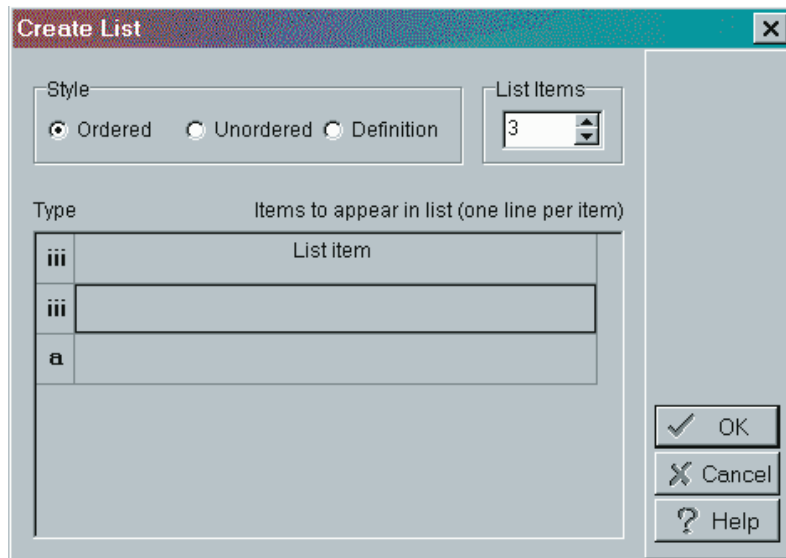 Create List
Style
List Items
Ordered Unordered Definition
3
Type Items to appear in list (one line per item)
iii List item
iii
a
OK
Cancel
? Help